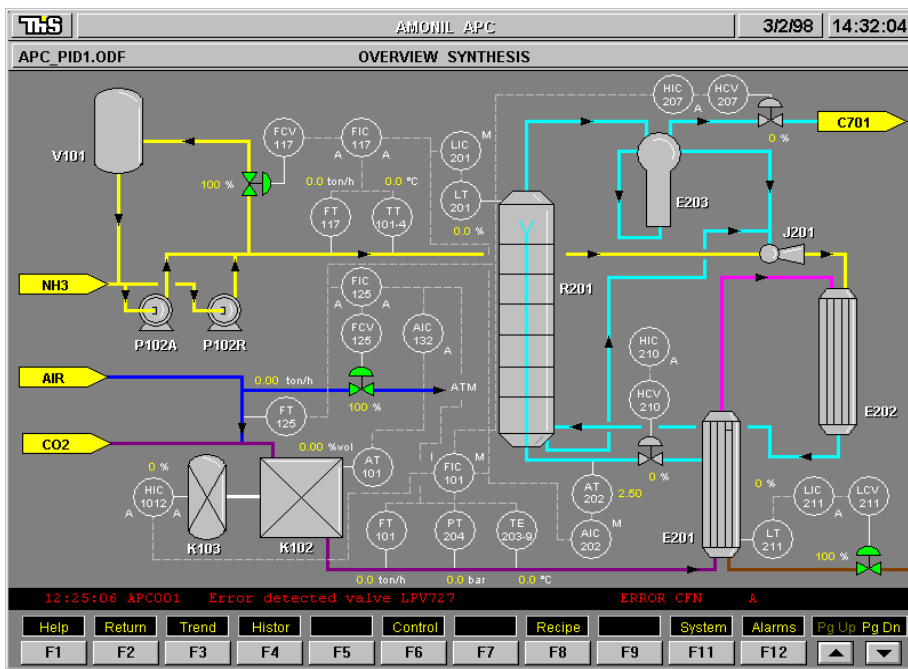 THS AMONIL APC 3/2/98 14:32:04
APC_PID1.ODF OVERVIEW SYNTHESIS
HIC 207 A HCV 207
0 %
C701
V101
FCV 117
FIC 117 A A
LIC 201 M
100 %
0.0 ton/h 0.0 ºC
LT 201
0.0 %
FT 117
TT 101-4
E203
J201
NH3
P102A P102R
FIC 125 A A
R201
FCV 125
AIC 132 A
HIC 210 A
AIR
0.00 ton/h
100 %
ATM
HCV 210
E202
FT 125
CO2
0.00 %vol
AT 101
I FIC 101 M
0 %
0 %
0 %
HIC 1012 A A
AT 202 2.50
LIC 211 A
LCV 211
K103 K102
FT 101
PT 204
TE 203-9
AIC 202 M
E201
LT 211
100 %
0.0 ton/h 0.0 bar 0.0 ºC
12:25:06 APC001 Error detected valve LPV727 ERROR CFN A
Help Return Trend Histor Control Recipe System Alarms Pg Up Pg Dn
F1 F2 F3 F4 F5 F6 F7 F8 F9 F11 F12